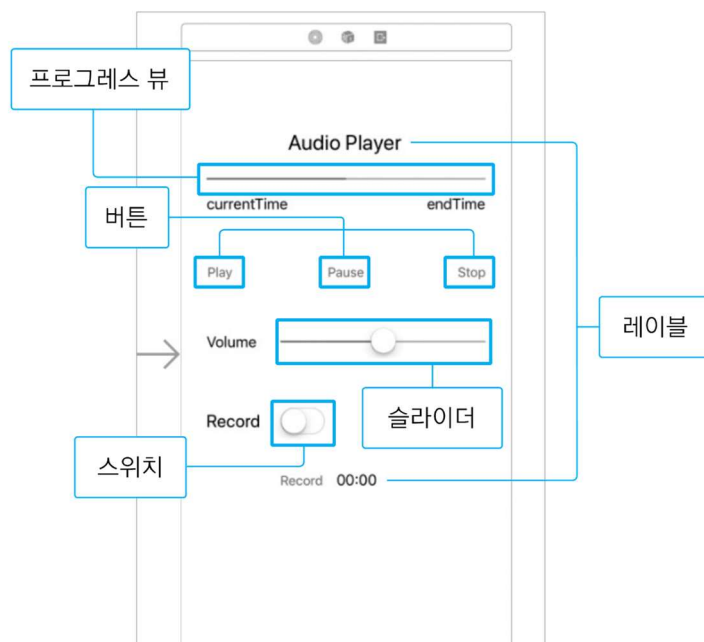 프로그레스 뷰
Audio Player
currentTime endTime
버튼
Play Pause Stop
레이블
Volume
슬라이더
Record
스위치
Record 00:00